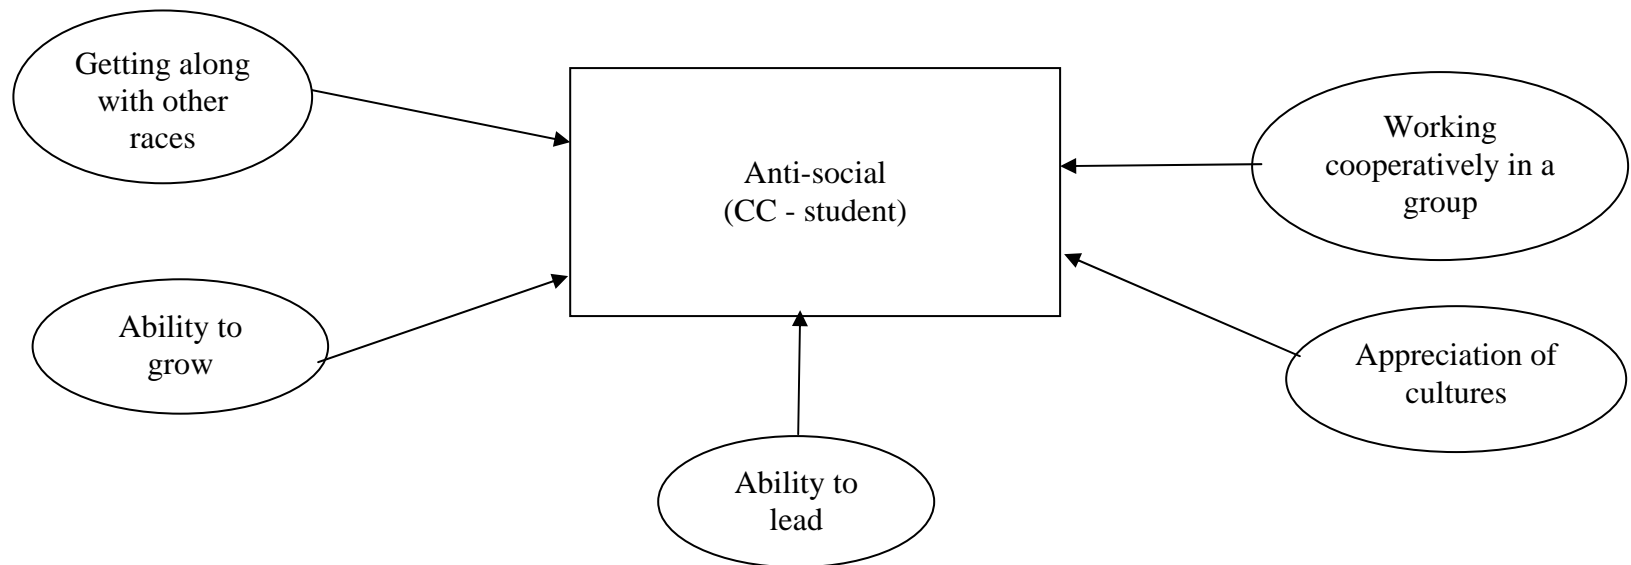 Getting along
with other
races
Anti-social
(CC - student)
Working
cooperatively in a
group
Ability to
grow
Appreciation of
cultures
Ability to
lead